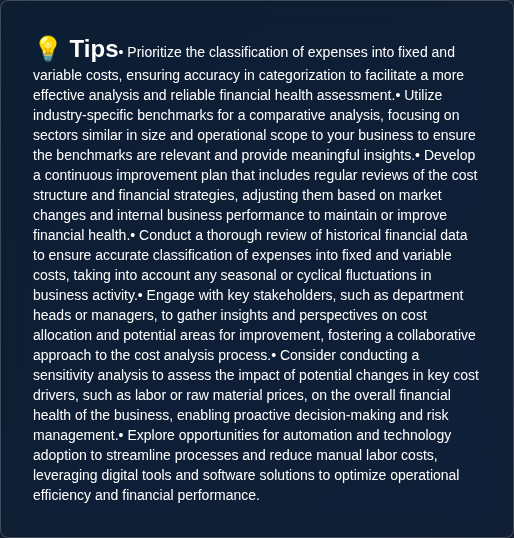 💡 Tips• Prioritize the classification of expenses into fixed and
variable costs, ensuring accuracy in categorization to facilitate a more
effective analysis and reliable financial health assessment.• Utilize
industry-specific benchmarks for a comparative analysis, focusing on
sectors similar in size and operational scope to your business to ensure
the benchmarks are relevant and provide meaningful insights.• Develop
a continuous improvement plan that includes regular reviews of the cost
structure and financial strategies, adjusting them based on market
changes and internal business performance to maintain or improve
financial health.• Conduct a thorough review of historical financial data
to ensure accurate classification of expenses into fixed and variable
costs, taking into account any seasonal or cyclical fluctuations in
business activity.• Engage with key stakeholders, such as department
heads or managers, to gather insights and perspectives on cost
allocation and potential areas for improvement, fostering a collaborative
approach to the cost analysis process.• Consider conducting a
sensitivity analysis to assess the impact of potential changes in key cost
drivers, such as labor or raw material prices, on the overall financial
health of the business, enabling proactive decision-making and risk
management.• Explore opportunities for automation and technology
adoption to streamline processes and reduce manual labor costs,
leveraging digital tools and software solutions to optimize operational
efficiency and financial performance.